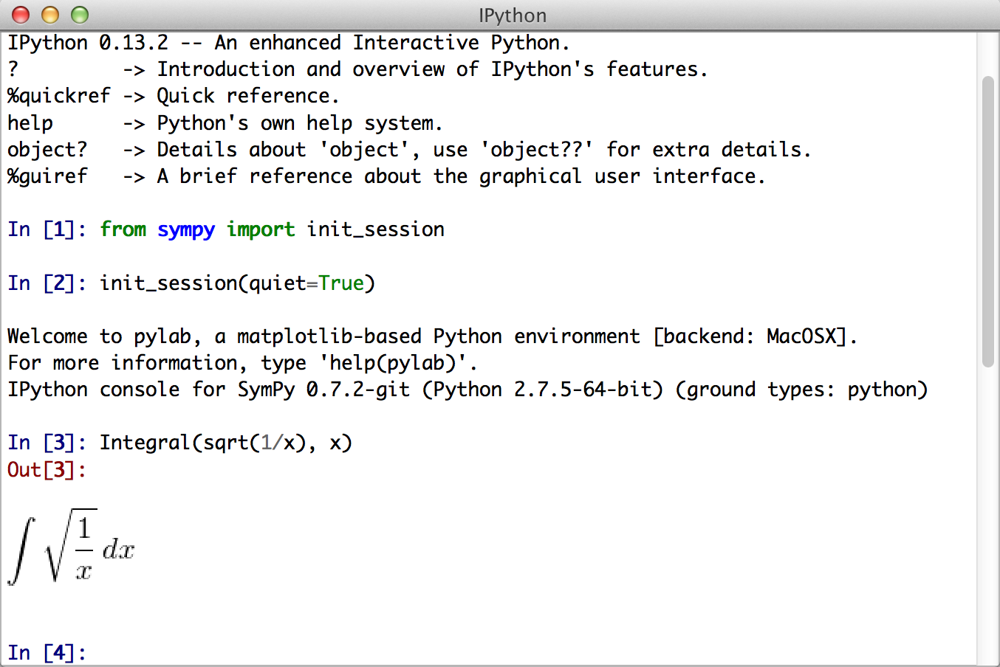 IPython
IPython 0.13.2 -- An enhanced Interactive Python.
?         -> Introduction and overview of IPython's features.
%quickref -> Quick reference.
help      -> Python's own help system.
object?   -> Details about 'object', use 'object??' for extra details.
%guiref   -> A brief reference about the graphical user interface.
In [1]: from sympy import init_session
In [2]: init_session(quiet=True)
Welcome to pylab, a matplotlib-based Python environment [backend: MacOSX].
For more information, type 'help(pylab)'.
IPython console for SymPy 0.7.2-git (Python 2.7.5-64-bit) (ground types: python)
In [3]: Integral(sqrt(1/x), x)
Out[3]:
∫ √(1/x) dx
In [4]: